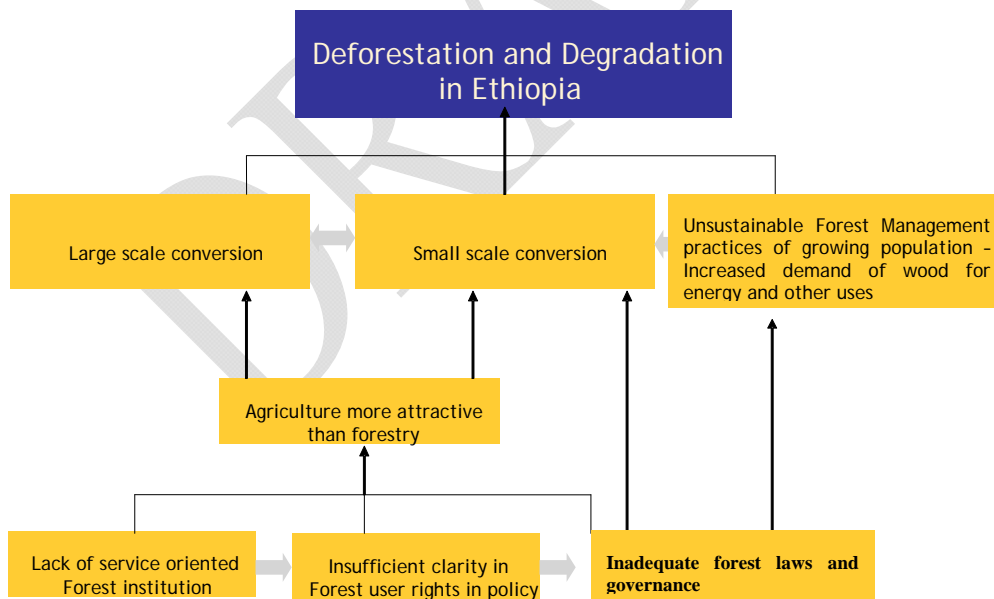 Deforestation and Degradation
in Ethiopia
Large scale conversion
Small scale conversion
Unsustainable Forest Management
practices of growing population –
Increased demand of wood for
energy and other uses
Agriculture more attractive
than forestry
Lack of service oriented
Forest institution
Insufficient clarity in
Forest user rights in policy
Inadequate forest laws and
governance